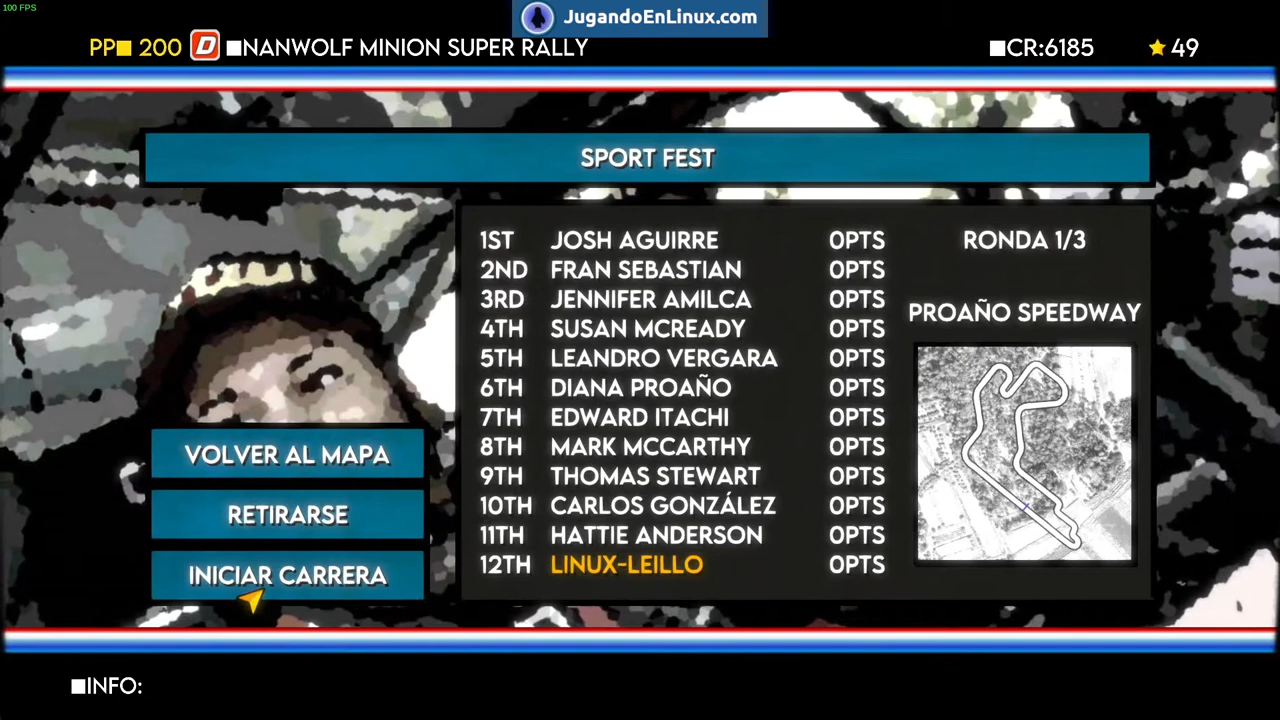 100 FPS
JugandoEnLinux.com
PP 200 D NANWOLF MINION SUPER RALLY CR:6185 49
SPORT FEST
1ST JOSH AGUIRRE 0PTS
2ND FRAN SEBASTIAN 0PTS
3RD JENNIFER AMILCA 0PTS
4TH SUSAN MCREADY 0PTS
5TH LEANDRO VERGARA 0PTS
6TH DIANA PROAÑO 0PTS
7TH EDWARD ITACHI 0PTS
8TH MARK MCCARTHY 0PTS
9TH THOMAS STEWART 0PTS
10TH CARLOS GONZÁLEZ 0PTS
11TH HATTIE ANDERSON 0PTS
12TH LINUX-LEILLO 0PTS
RONDA 1/3
PROAÑO SPEEDWAY
VOLVER AL MAPA
RETIRARSE
INICIAR CARRERA
INFO: